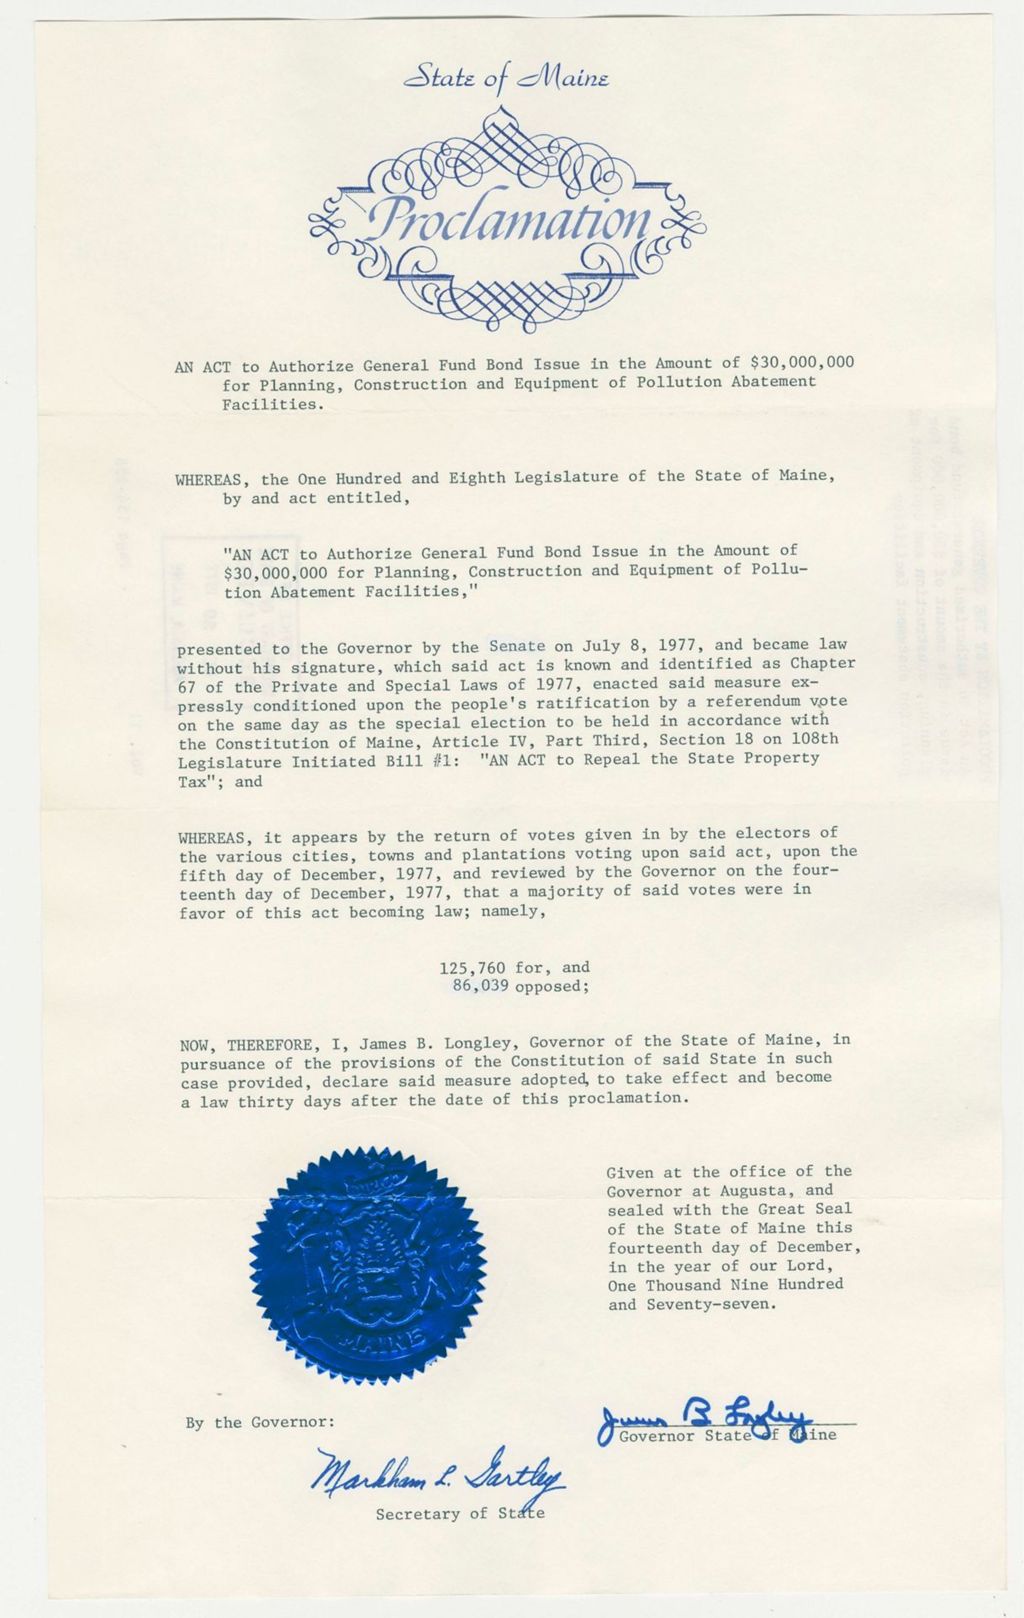 State of Maine
Proclamation
AN ACT to Authorize General Fund Bond Issue in the Amount of $30,000,000
for Planning, Construction and Equipment of Pollution Abatement
Facilities.
WHEREAS, the One Hundred and Eighth Legislature of the State of Maine,
by and act entitled,
"AN ACT to Authorize General Fund Bond Issue in the Amount of
$30,000,000 for Planning, Construction and Equipment of Pollu-
tion Abatement Facilities,"
presented to the Governor by the Senate on July 8, 1977, and became law
without his signature, which said act is known and identified as Chapter
67 of the Private and Special Laws of 1977, enacted said measure ex-
pressly conditioned upon the people's ratification by a referendum vote
on the same day as the special election to be held in accordance with
the Constitution of Maine, Article IV, Part Third, Section 18 on 108th
Legislature Initiated Bill #1: "AN ACT to Repeal the State Property
Tax"; and
WHEREAS, it appears by the return of votes given in by the electors of
the various cities, towns and plantations voting upon said act, upon the
fifth day of December, 1977, and reviewed by the Governor on the four-
teenth day of December, 1977, that a majority of said votes were in
favor of this act becoming law; namely,
125,760 for, and
86,039 opposed;
NOW, THEREFORE, I, James B. Longley, Governor of the State of Maine, in
pursuance of the provisions of the Constitution of said State in such
case provided, declare said measure adopted, to take effect and become
a law thirty days after the date of this proclamation.
Given at the office of the
Governor at Augusta, and
sealed with the Great Seal
of the State of Maine this
fourteenth day of December,
in the year of our Lord,
One Thousand Nine Hundred
and Seventy-seven.
MAINE
By the Governor:
James B Longley
Governor State of Maine
Markham L. Gartley
Secretary of State